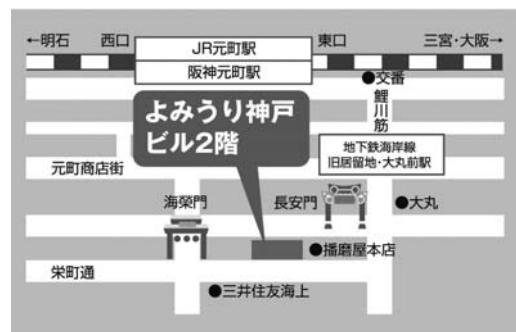 ←明石
西口
JR元町駅
阪神元町駅
東口
三宮・大阪→
●交番
鯉川筋
よみうり神戸
ビル2階
地下鉄海岸線
旧居留地・大丸前駅
元町商店街
海榮門
長安門
●大丸
●播磨屋本店
栄町通
●三井住友海上